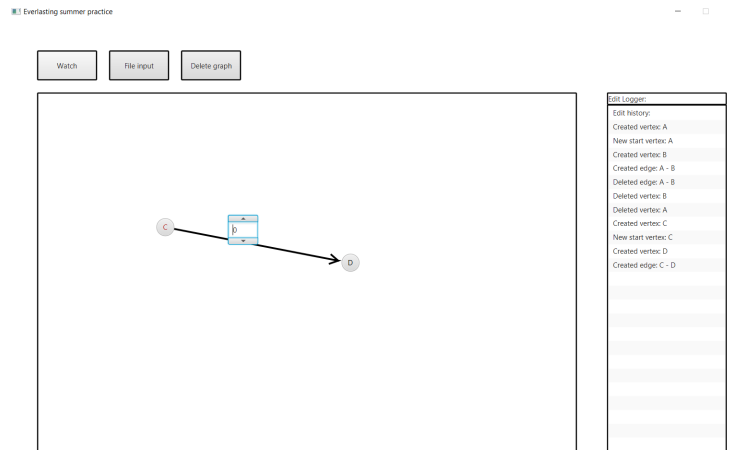 Everlasting summer practice
Watch
File input
Delete graph
Edit Logger:
Edit history:
Created vertex: A
New start vertex: A
Created vertex: B
Created edge: A - B
Deleted edge: A - B
Deleted vertex: B
Deleted vertex: A
Created vertex: C
New start vertex: C
Created vertex: D
Created edge: C - D
C
0
D